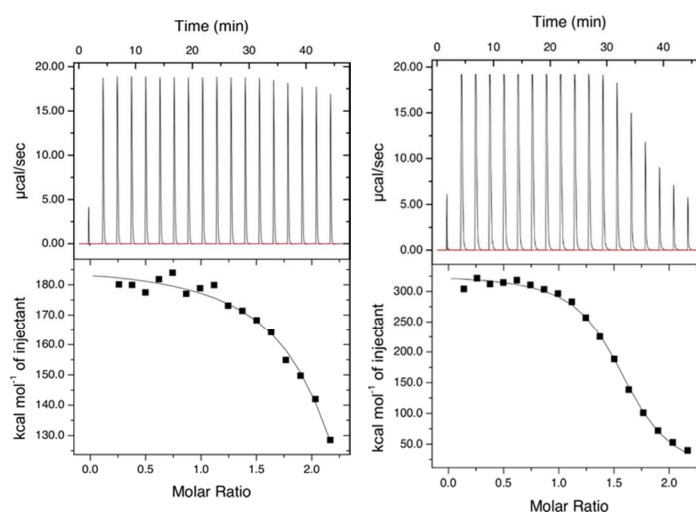 Time (min)
0 10 20 30 40
20.00
15.00
10.00
5.00
0.00
µcal/sec
180.0
170.0
160.0
150.0
140.0
130.0
kcal mol⁻¹ of injectant
0.0 0.5 1.0 1.5 2.0
Molar Ratio
Time (min)
0 10 20 30 40
20.00
15.00
10.00
5.00
0.00
µcal/sec
300.0
250.0
200.0
150.0
100.0
50.0
kcal mol⁻¹ of injectant
0.0 0.5 1.0 1.5 2.0
Molar Ratio